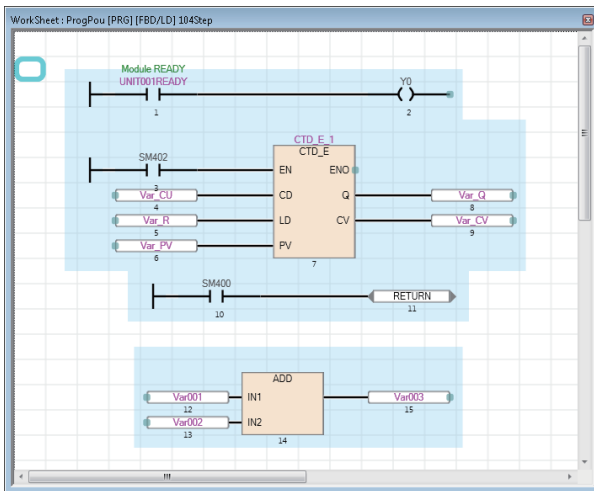 WorkSheet : ProgPou [PRG] [FBD/LD] 104Step
Module READY
UNIT001READY
Y0
1
2
CTD_E_1
CTD_E
SM402
EN
ENO
3
Var_CU
CD
Q
Var_Q
4
8
Var_R
LD
CV
Var_CV
5
9
Var_PV
PV
6
7
SM400
RETURN
10
11
ADD
Var001
IN1
Var003
12
15
Var002
IN2
13
14